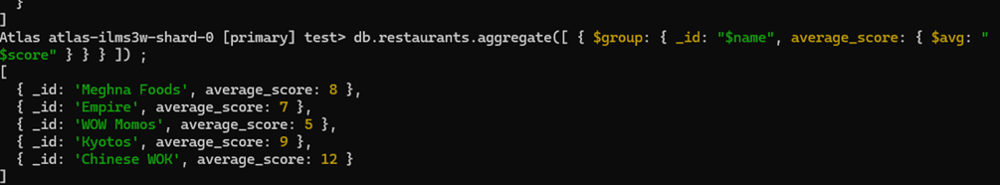 }
]
Atlas atlas-ilms3w-shard-0 [primary] test> db.restaurants.aggregate([ { $group: { _id: "$name", average_score: { $avg: "
$score" } } } ]) ;
[
  { _id: 'Meghna Foods', average_score: 8 },
  { _id: 'Empire', average_score: 7 },
  { _id: 'WOW Momos', average_score: 5 },
  { _id: 'Kyotos', average_score: 9 },
  { _id: 'Chinese WOK', average_score: 12 }
]